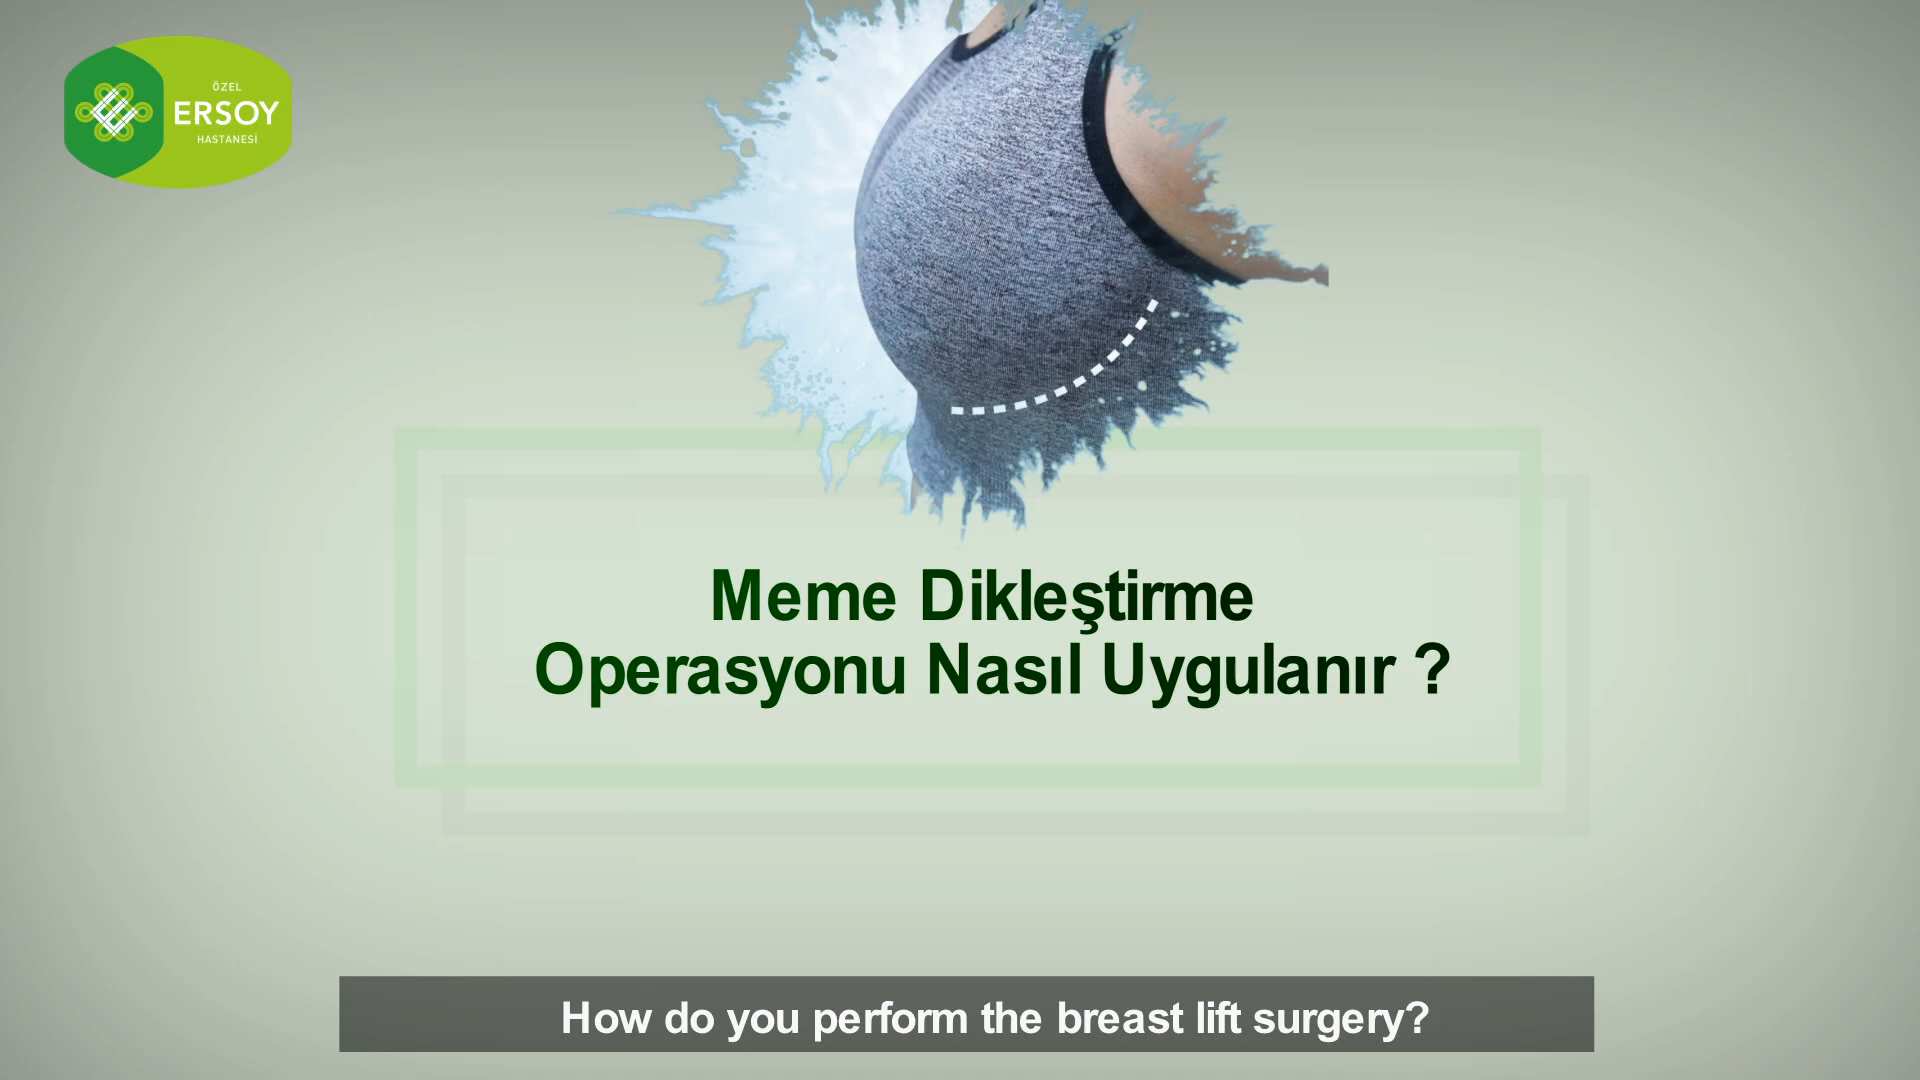 ÖZEL
ERSOY
HASTANESİ
Meme Dikleştirme
Operasyonu Nasıl Uygulanır ?
How do you perform the breast lift surgery?